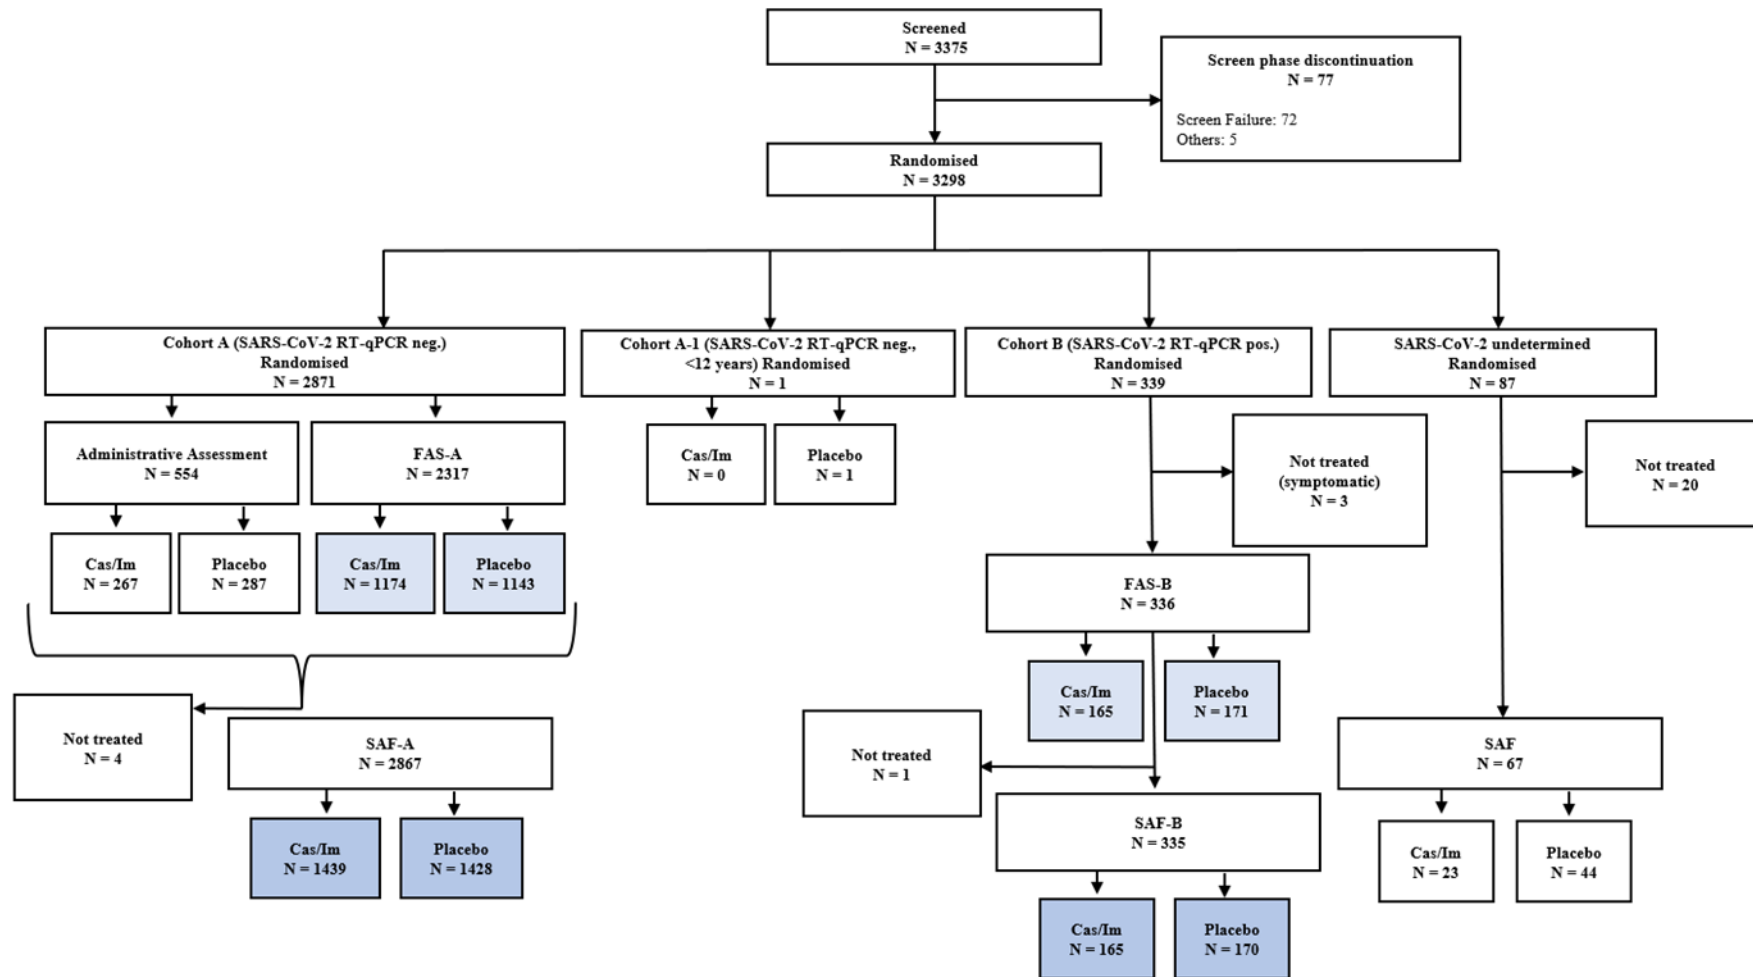 Screened
N = 3375
Screen phase discontinuation
N = 77
Screen Failure: 72
Others: 5
Randomised
N = 3298
Cohort A (SARS-CoV-2 RT-qPCR neg.)
Randomised
N = 2871
Cohort A-1 (SARS-CoV-2 RT-qPCR neg.,
<12 years) Randomised
N = 1
Cohort B (SARS-CoV-2 RT-qPCR pos.)
Randomised
N = 339
SARS-CoV-2 undetermined
Randomised
N = 87
Administrative Assessment
N = 554
FAS-A
N = 2317
Cas/Im
N = 0
Placebo
N = 1
Not treated
(symptomatic)
N = 3
Not treated
N = 20
Cas/Im
N = 267
Placebo
N = 287
Cas/Im
N = 1174
Placebo
N = 1143
FAS-B
N = 336
Cas/Im
N = 165
Placebo
N = 171
Not treated
N = 4
SAF-A
N = 2867
Not treated
N = 1
SAF
N = 67
Cas/Im
N = 1439
Placebo
N = 1428
SAF-B
N = 335
Cas/Im
N = 23
Placebo
N = 44
Cas/Im
N = 165
Placebo
N = 170